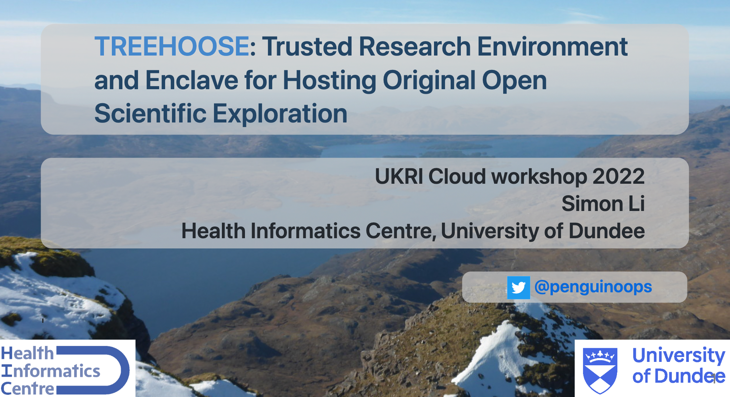 TREEHOOSE: Trusted Research Environment
and Enclave for Hosting Original Open
Scientific Exploration
UKRI Cloud workshop 2022
Simon Li
Health Informatics Centre, University of Dundee
@penguinoops
Health
Informatics
Centre
University
of Dundee